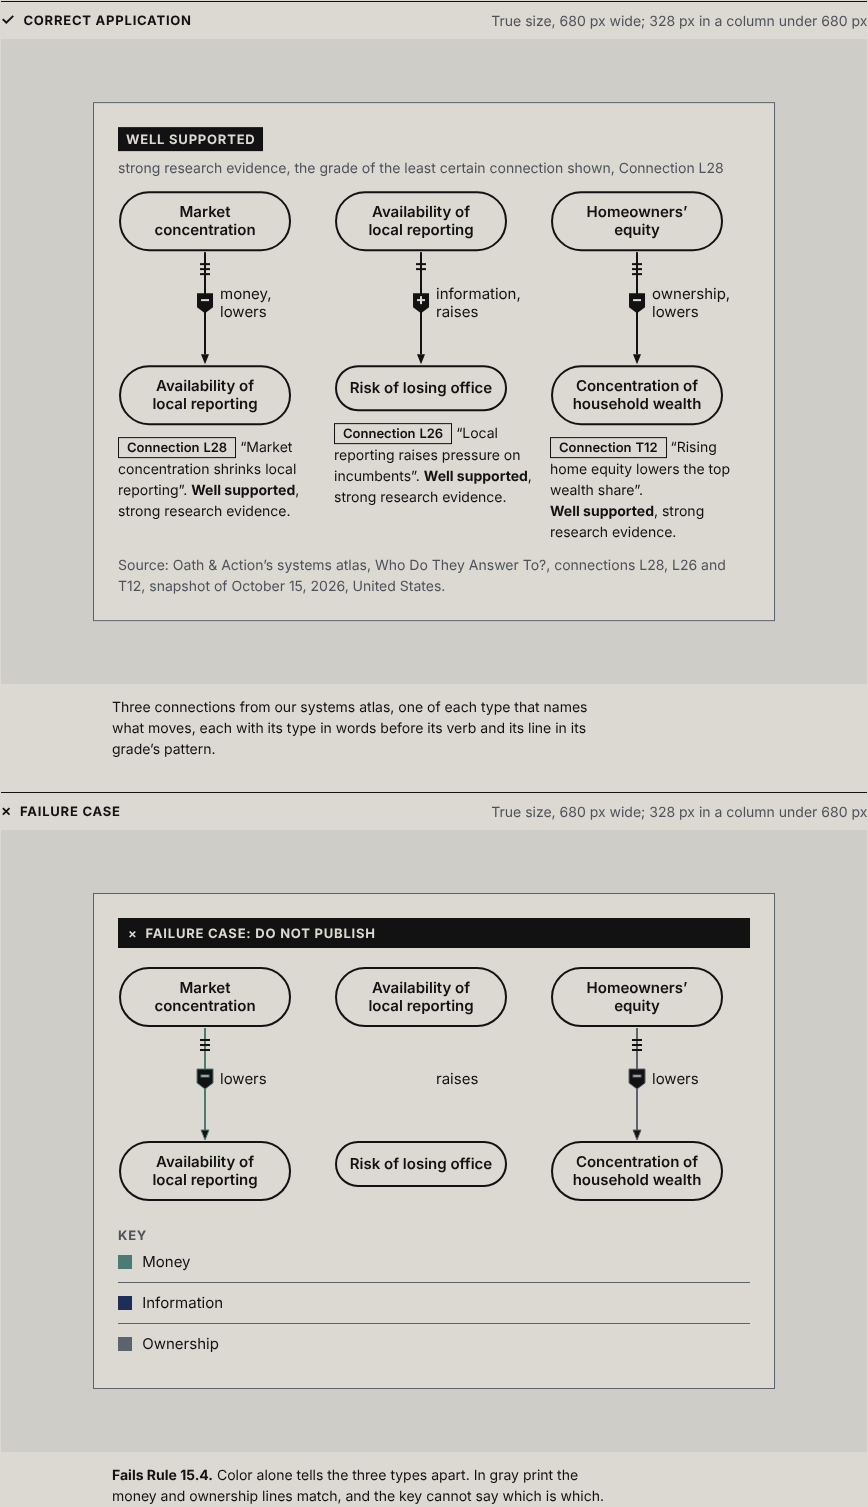 ✓ CORRECT APPLICATION
True size, 680 px wide; 328 px in a column under 680 px
WELL SUPPORTED
strong research evidence, the grade of the least certain connection shown, Connection L28
Market
concentration
Availability of
local reporting
Homeowners’
equity
money,
lowers
information,
raises
ownership,
lowers
Availability of
local reporting
Risk of losing office
Concentration of
household wealth
Connection L28 “Market
concentration shrinks local
reporting”. Well supported,
strong research evidence.
Connection L26 “Local
reporting raises pressure on
incumbents”. Well supported,
strong research evidence.
Connection T12 “Rising
home equity lowers the top
wealth share”.
Well supported, strong
research evidence.
Source: Oath & Action’s systems atlas, Who Do They Answer To?, connections L28, L26 and
T12, snapshot of October 15, 2026, United States.
Three connections from our systems atlas, one of each type that names
what moves, each with its type in words before its verb and its line in its
grade’s pattern.
× FAILURE CASE
True size, 680 px wide; 328 px in a column under 680 px
× FAILURE CASE: DO NOT PUBLISH
Market
concentration
Availability of
local reporting
Homeowners’
equity
lowers
raises
lowers
Availability of
local reporting
Risk of losing office
Concentration of
household wealth
KEY
Money
Information
Ownership
Fails Rule 15.4. Color alone tells the three types apart. In gray print the
money and ownership lines match, and the key cannot say which is which.